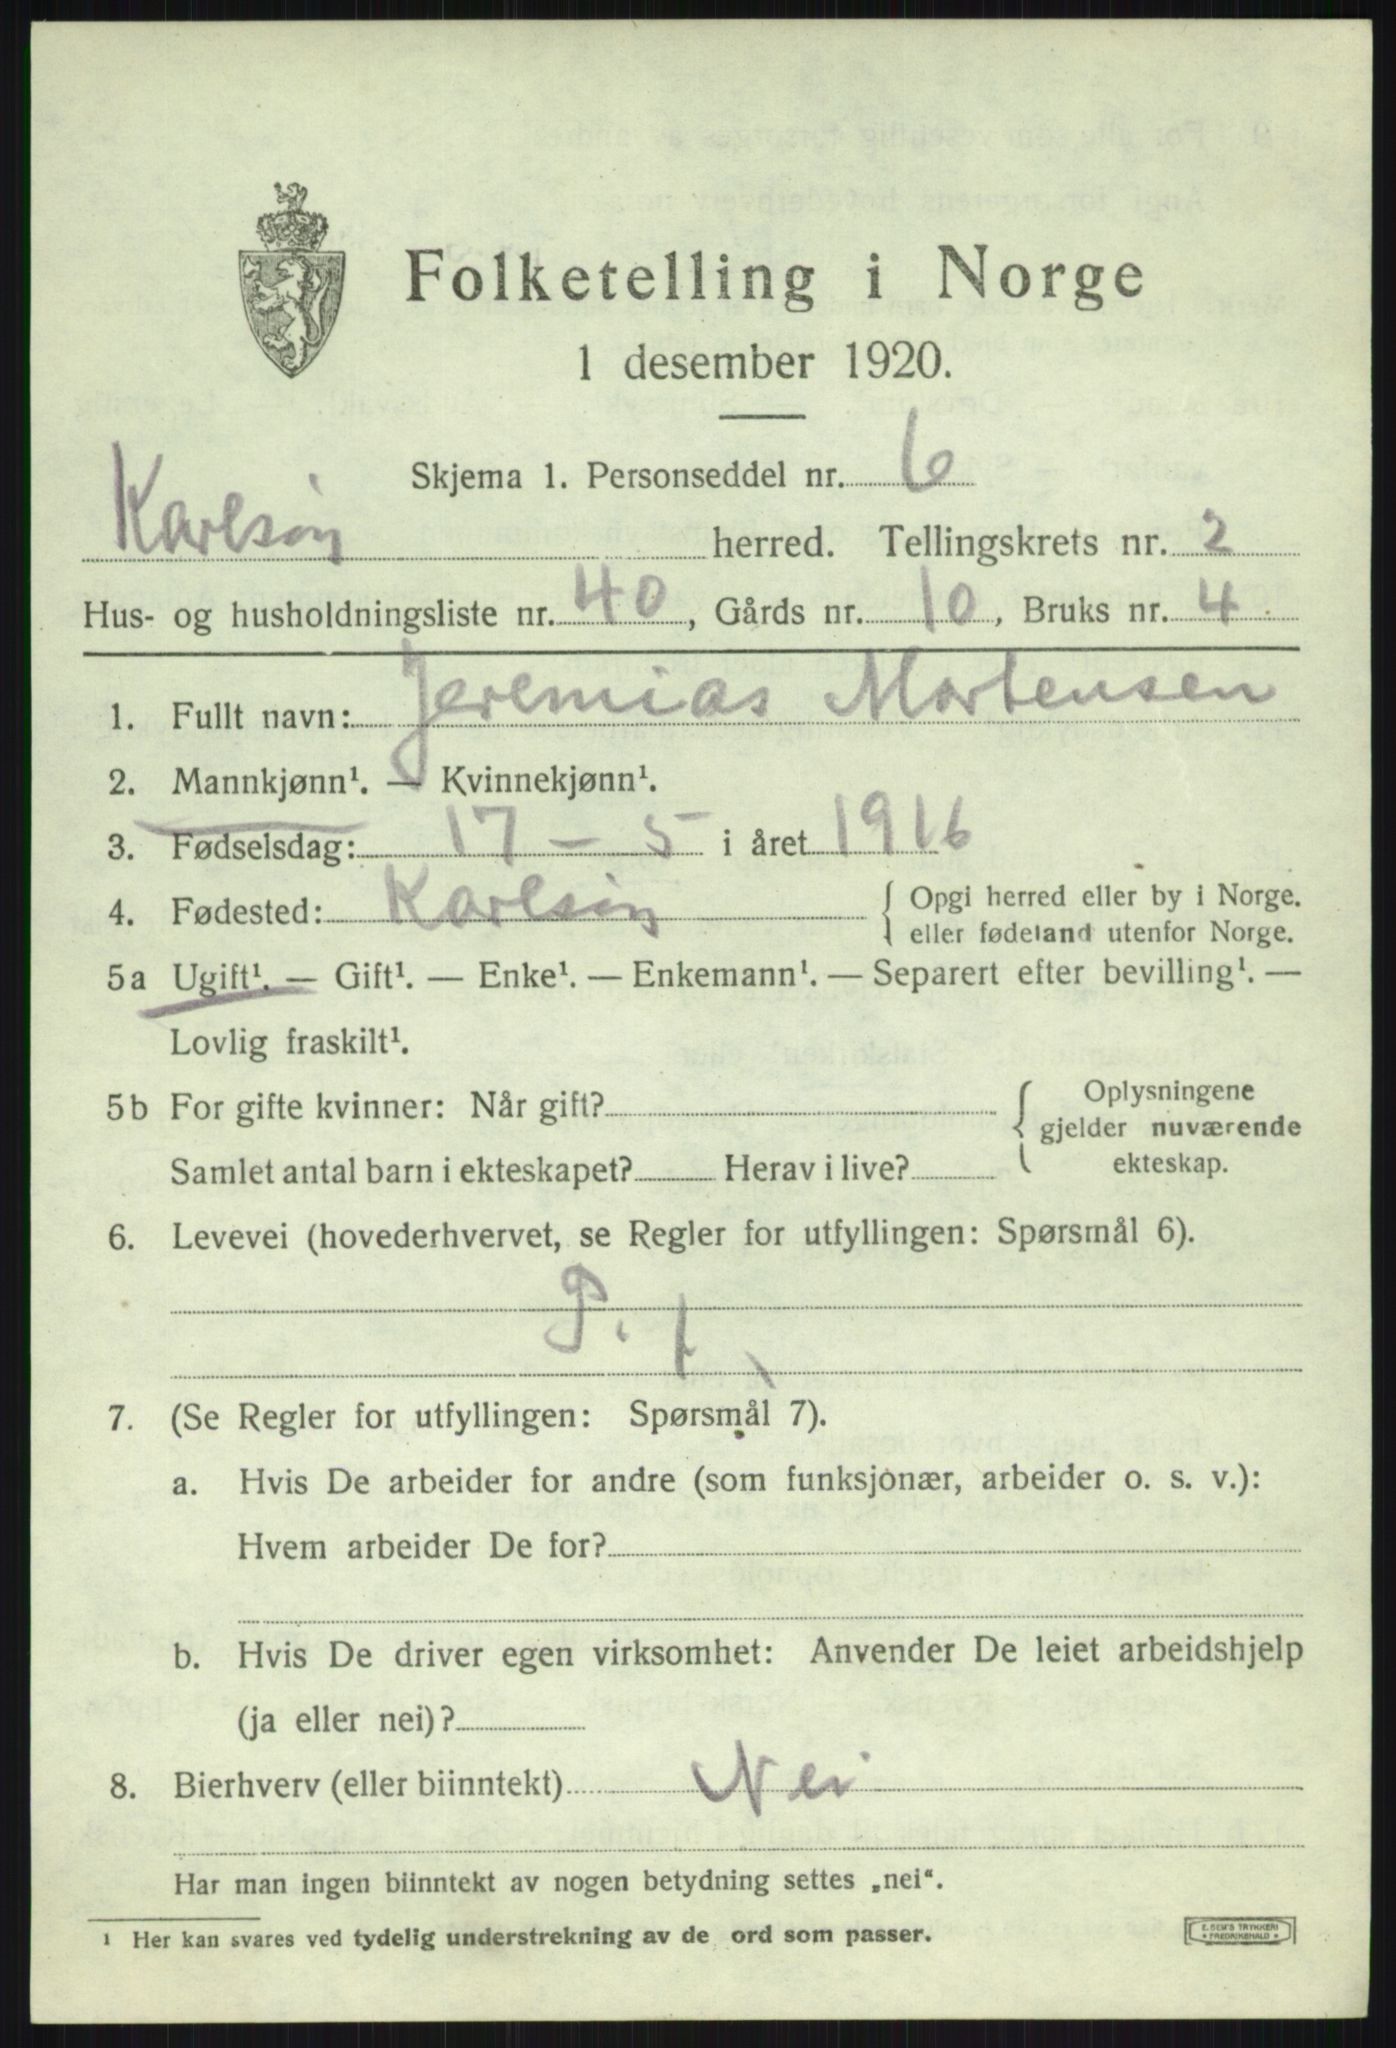 Folketelling i Norge
1 desember 1920.
Skjema 1. Personseddel nr. 6
Karlsöy herred. Tellingskrets nr. 2
Hus- og husholdningsliste nr. 40, Gårds nr. 10, Bruks nr. 4
1. Fullt navn: Jeremias Mortensen
2. Mannkjønn¹. — Kvinnekjønn¹.
3. Fødselsdag: 17 – 5 i året 1916
4. Fødested: Karlsöy { Opgi herred eller by i Norge.
eller fødeland utenfor Norge.
5a Ugift¹. — Gift¹. — Enke¹. — Enkemann¹. — Separert efter bevilling¹. —
Lovlig fraskilt¹.
5b For gifte kvinner: Når gift? { Oplysningene
gjelder nuværende
Samlet antal barn i ekteskapet? Herav i live? ekteskap.
6. Levevei (hovederhvervet, se Regler for utfyllingen: Spørsmål 6).
7. (Se Regler for utfyllingen: Spørsmål 7).
a. Hvis De arbeider for andre (som funksjonær, arbeider o. s. v.):
Hvem arbeider De for?
b. Hvis De driver egen virksomhet: Anvender De leiet arbeidshjelp
(ja eller nei)?
8. Bierhverv (eller biinntekt) Nei
Har man ingen biinntekt av nogen betydning settes „nei“.
¹ Her kan svares ved tydelig understrekning av de ord som passer.
E. SEM'S TRYKKERI
FREDRIKSHALD